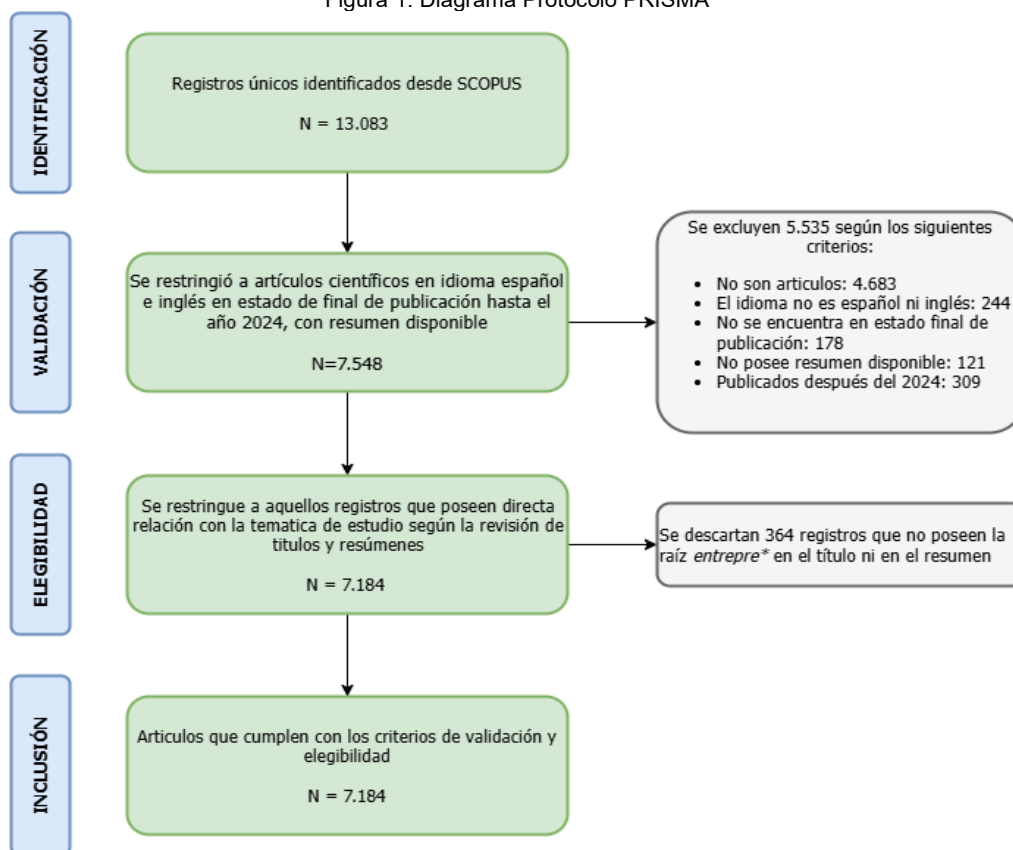 Figura 1. Diagrama Protocolo PRISMA
IDENTIFICACIÓN
Registros únicos identificados desde SCOPUS
N = 13.083
VALIDACIÓN
Se restringió a artículos científicos en idioma español
e inglés en estado de final de publicación hasta el
año 2024, con resumen disponible
N=7.548
Se excluyen 5.535 según los siguientes
criterios:
• No son articulos: 4.683
• El idioma no es español ni inglés: 244
• No se encuentra en estado final de
publicación: 178
• No posee resumen disponible: 121
• Publicados después del 2024: 309
ELEGIBILIDAD
Se restringe a aquellos registros que poseen directa
relación con la tematica de estudio según la revisión de
titulos y resúmenes
N = 7.184
Se descartan 364 registros que no poseen la
raíz entrepre* en el título ni en el resumen
INCLUSIÓN
Articulos que cumplen con los criterios de validación y
elegibilidad
N = 7.184